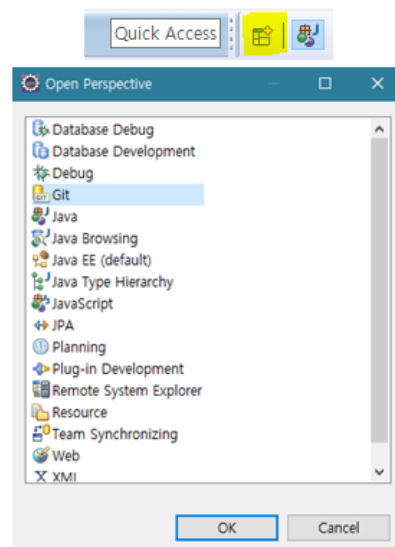 Quick Access
Open Perspective
Database Debug
Database Development
Debug
GIT
Git
Java
Java Browsing
Java EE (default)
Java Type Hierarchy
JavaScript
JPA
Planning
Plug-in Development
Remote System Explorer
Resource
Team Synchronizing
Web
X XML
OK
Cancel